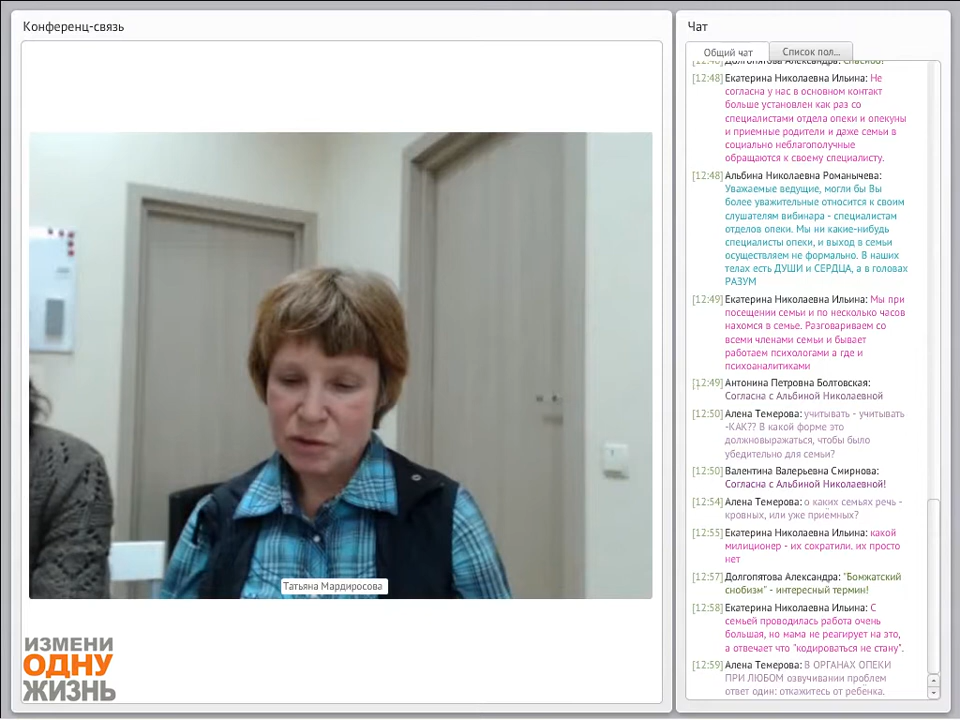 Конференц-связь
Татьяна Мардиросова
ИЗМЕНИ
ОДНУ
ЖИЗНЬ
Чат
Общий чат
Список пол...
Долгопятова Александра: Спасибо!
[12:48] Екатерина Николаевна Ильина: Не
согласна у нас в основном контакт
больше установлен как раз со
специалистами отдела опеки и опекуны
и приемные родители и даже семьи в
социально неблагополучные
обращаются к своему специалисту.
[12:48] Альбина Николаевна Романычева:
Уважаемые ведущие, могли бы Вы
более уважительные относится к своим
слушателям вибинара - специалистам
отделов опеки. Мы ни какие-нибудь
специалисты опеки, и выход в семьи
осуществляем не формально. В наших
телах есть ДУШИ и СЕРДЦА, а в головах
РАЗУМ
[12:49] Екатерина Николаевна Ильина: Мы при
посещении семьи и по несколько часов
нахомся в семье. Разговариваем со
всеми членами семьи и бывает
работаем психологами а где и
психоаналитиками
[12:49] Антонина Петровна Болтовская:
Согласна с Альбиной Николаевной
[12:50] Алена Темерова: учитывать - учитывать
-КАК?? В какой форме это
должновыражаться, чтобы было
убедительно для семьи?
[12:50] Валентина Валерьевна Смирнова:
Согласна с Альбиной Николаевной!
[12:54] Алена Темерова: о каких семьях речь -
кровных, или уже приёмных?
[12:55] Екатерина Николаевна Ильина: какой
милиционер - их сократили. их просто
нет
[12:57] Долгопятова Александра: "Бомжатский
снобизм" - интересный термин!
[12:58] Екатерина Николаевна Ильина: С
семьей проводилась работа очень
большая, но мама не реагирует на это,
а отвечает что "кодироваться не стану".
[12:59] Алена Темерова: В ОРГАНАХ ОПЕКИ
ПРИ ЛЮБОМ озвучивании проблем
ответ один: откажитесь от ребенка.